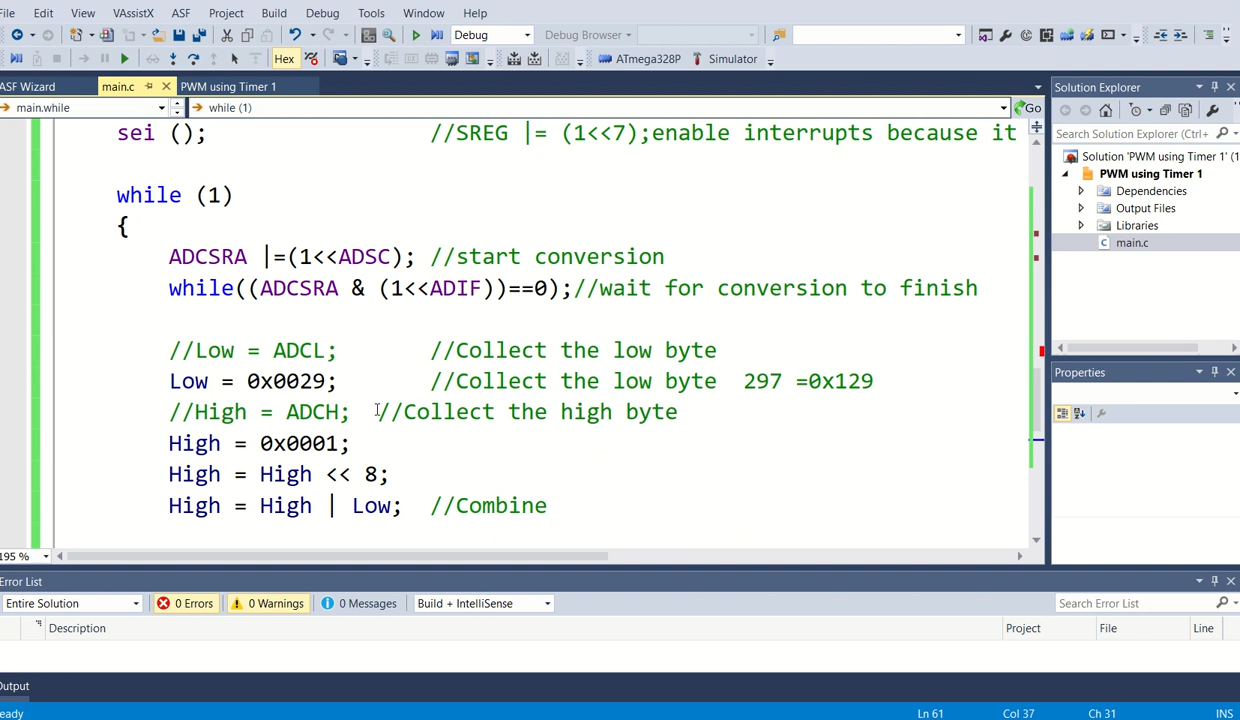 File Edit View VAssistX ASF Project Build Debug Tools Window Help
Debug Debug Browser
Hex ATmega328P Simulator
ASF Wizard main.c PWM using Timer 1
main.while while (1) Go
sei (); //SREG |= (1<<7);enable interrupts because it
while (1)
{
ADCSRA |=(1<<ADSC); //start conversion
while((ADCSRA & (1<<ADIF))==0);//wait for conversion to finish
//Low = ADCL; //Collect the low byte
Low = 0x0029; //Collect the low byte 297 =0x129
//High = ADCH; //Collect the high byte
High = 0x0001;
High = High << 8;
High = High | Low; //Combine
195 %
Solution Explorer
Search Solution Explorer (Ctrl+
Solution 'PWM using Timer 1' (1
PWM using Timer 1
Dependencies
Output Files
Libraries
main.c
Properties
Error List
Entire Solution 0 Errors 0 Warnings 0 Messages Build + IntelliSense Search Error List
Description Project File Line
Output
eady Ln 61 Col 37 Ch 31 INS